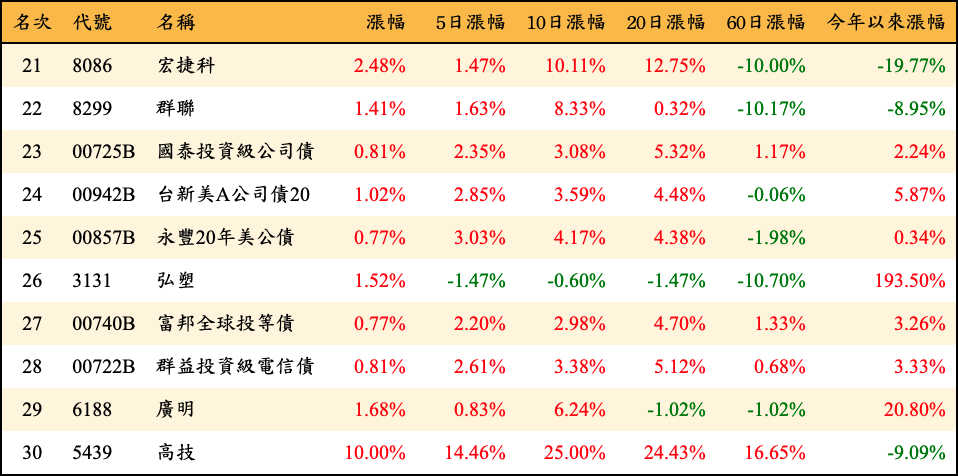 名次 代號 名稱 漲幅 5日漲幅 10日漲幅 20日漲幅 60日漲幅 今年以來漲幅
21 8086 宏捷科 2.48% 1.47% 10.11% 12.75% -10.00% -19.77%
22 8299 群聯 1.41% 1.63% 8.33% 0.32% -10.17% -8.95%
23 00725B 國泰投資級公司債 0.81% 2.35% 3.08% 5.32% 1.17% 2.24%
24 00942B 台新美A公司債20 1.02% 2.85% 3.59% 4.48% -0.06% 5.87%
25 00857B 永豐20年美公債 0.77% 3.03% 4.17% 4.38% -1.98% 0.34%
26 3131 弘塑 1.52% -1.47% -0.60% -1.47% -10.70% 193.50%
27 00740B 富邦全球投等債 0.77% 2.20% 2.98% 4.70% 1.33% 3.26%
28 00722B 群益投資級電信債 0.81% 2.61% 3.38% 5.12% 0.68% 3.33%
29 6188 廣明 1.68% 0.83% 6.24% -1.02% -1.02% 20.80%
30 5439 高技 10.00% 14.46% 25.00% 24.43% 16.65% -9.09%